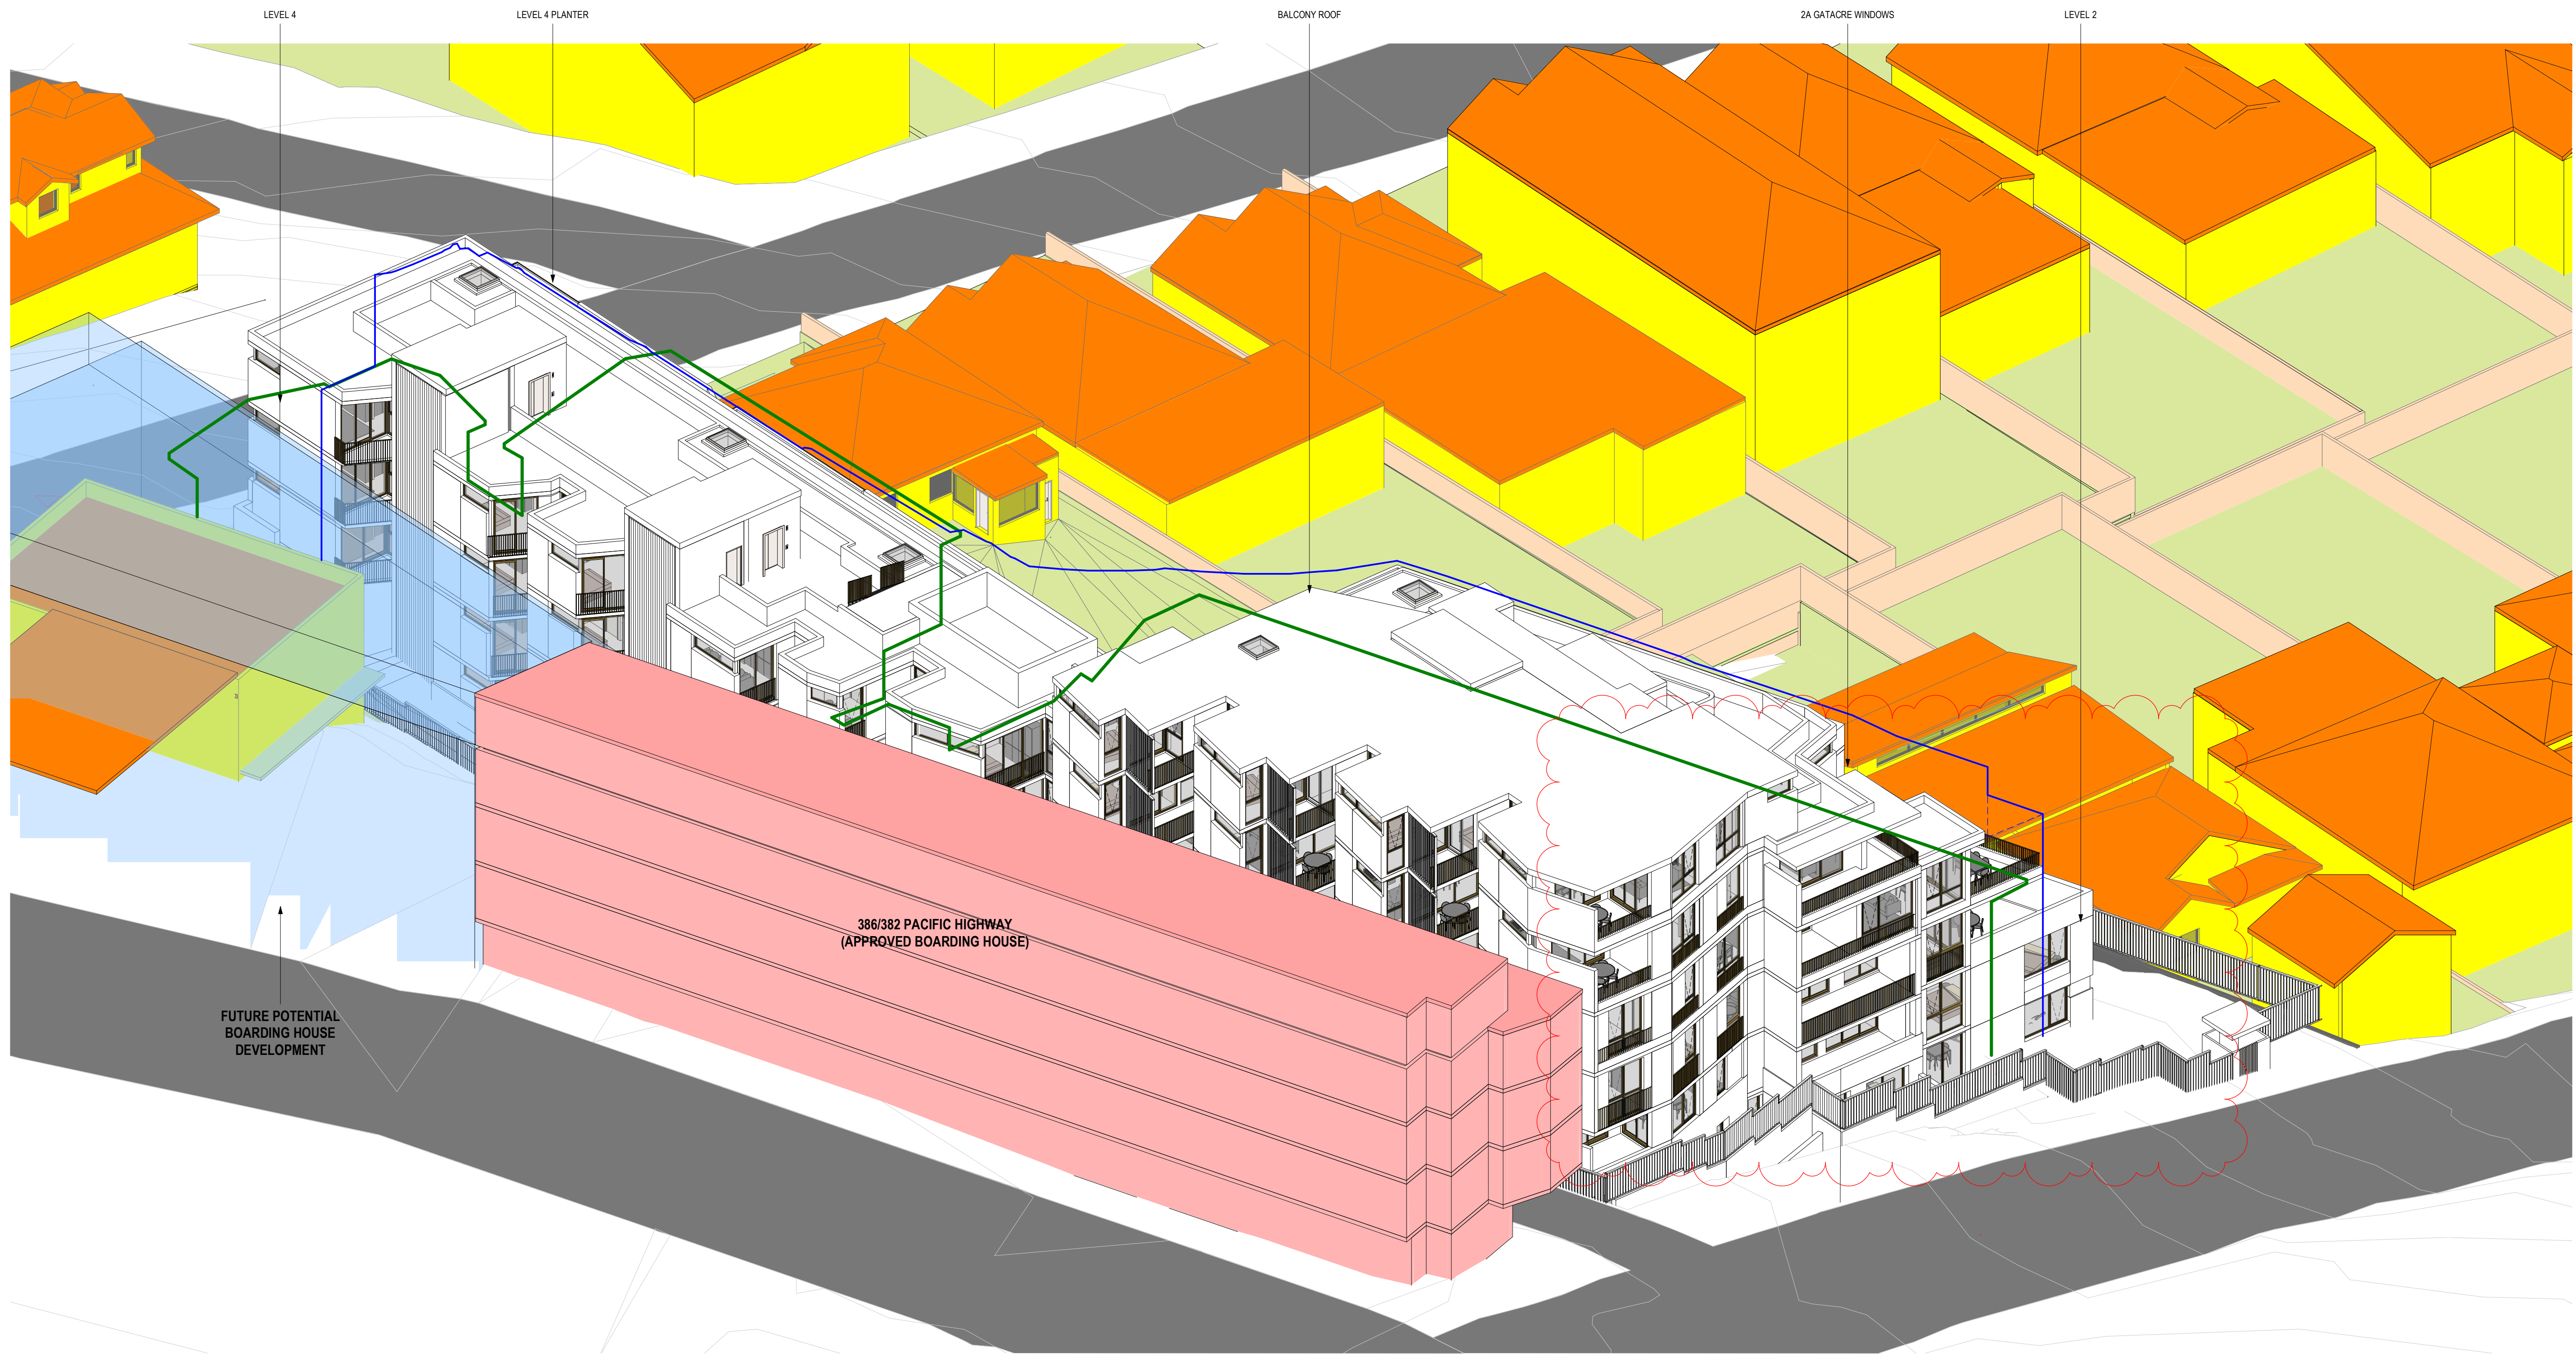 LEVEL 4
LEVEL 4 PLANTER
BALCONY ROOF
2A GATACRE WINDOWS
LEVEL 2
386/382 PACIFIC HIGHWAY
(APPROVED BOARDING HOUSE)
FUTURE POTENTIAL
BOARDING HOUSE
DEVELOPMENT